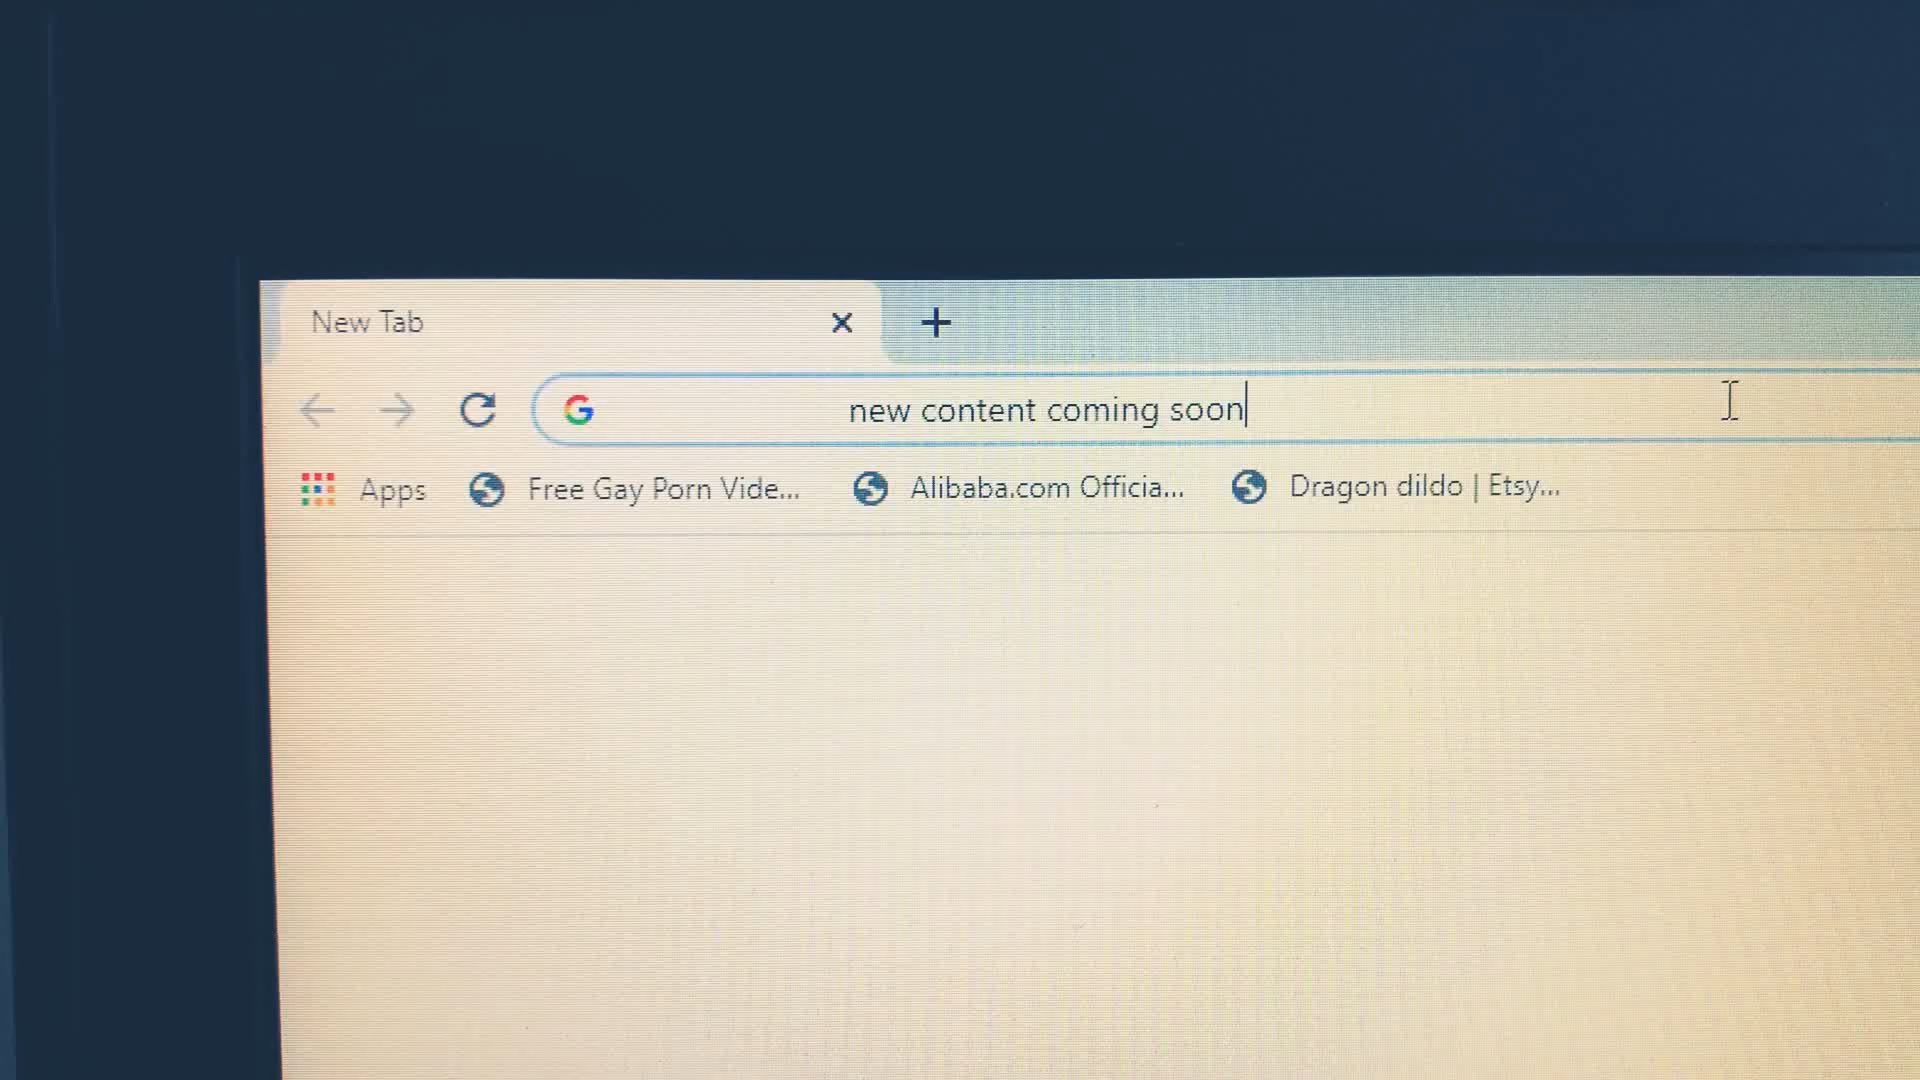 New Tab
new content coming soon
Apps Free Gay Porn Vide... Alibaba.com Officia... Dragon dildo | Etsy...